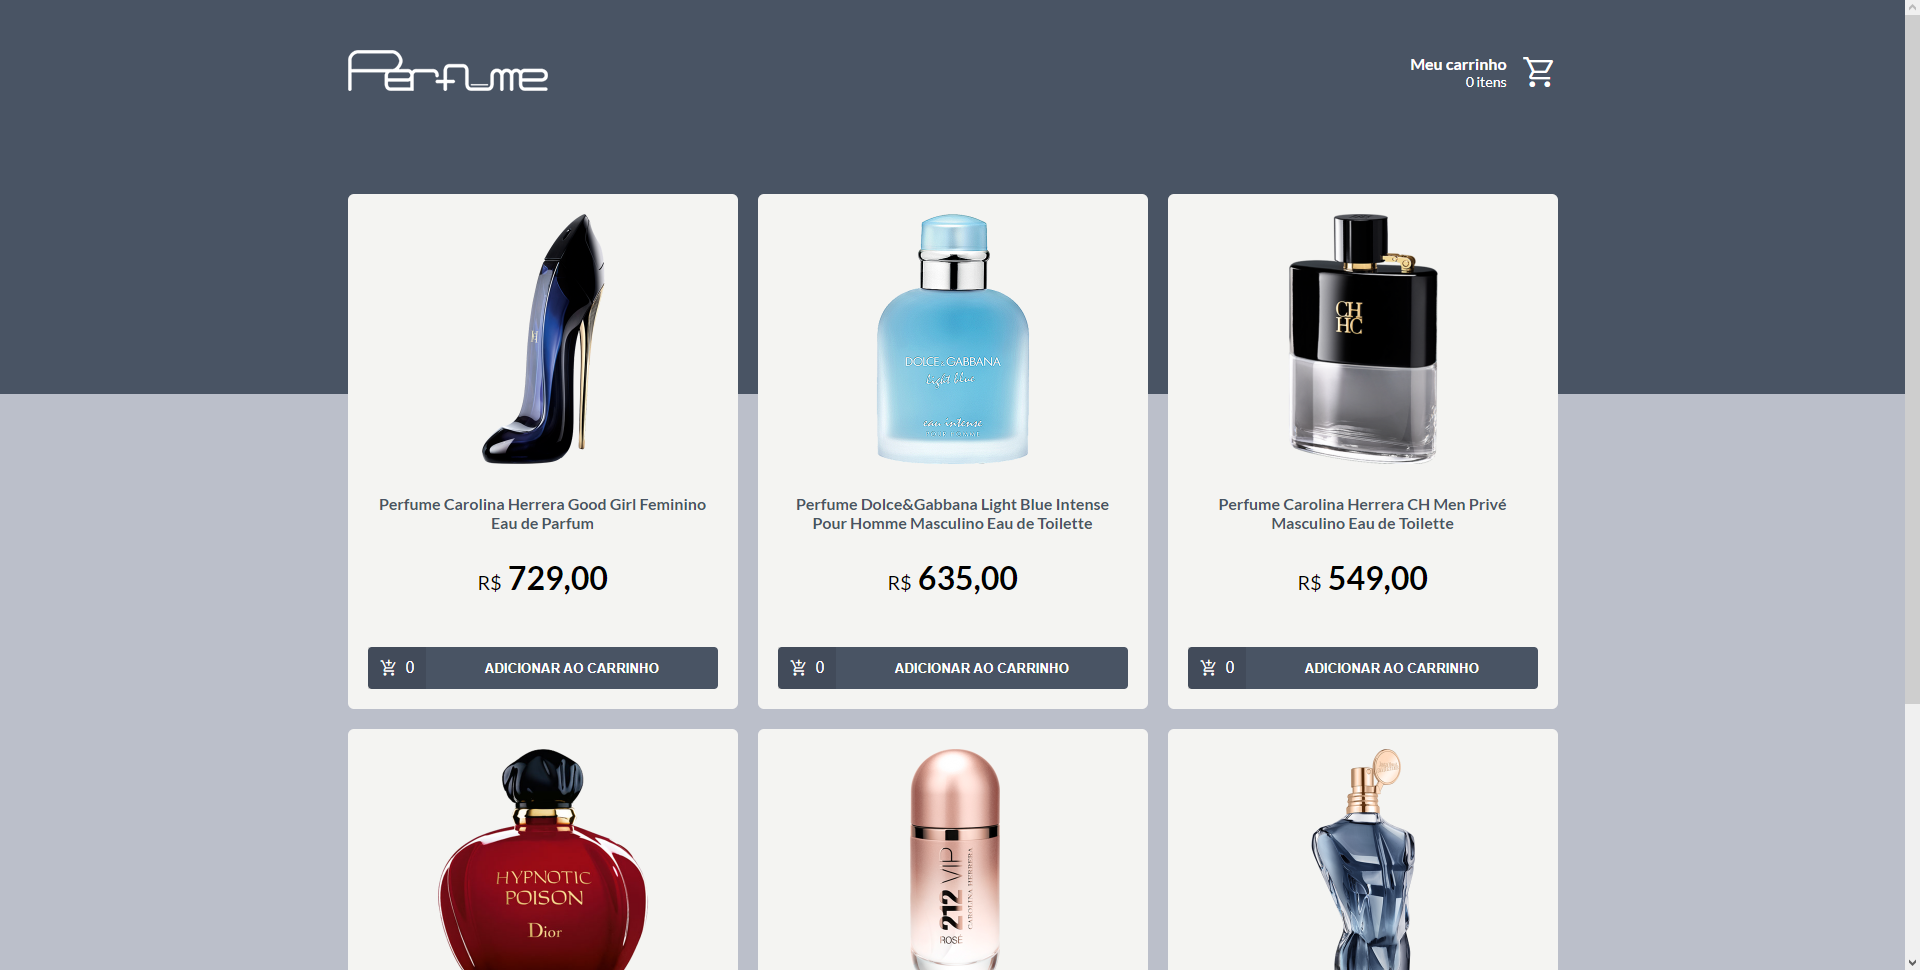 Perfume
Meu carrinho
0 itens
CH
HC
DOLCE & GABBANA
light blue
eau intense
POUR HOMME
Perfume Carolina Herrera Good Girl Feminino
Eau de Parfum
Perfume Dolce&Gabbana Light Blue Intense
Pour Homme Masculino Eau de Toilette
Perfume Carolina Herrera CH Men Privé
Masculino Eau de Toilette
R$ 729,00
R$ 635,00
R$ 549,00
0 ADICIONAR AO CARRINHO
0 ADICIONAR AO CARRINHO
0 ADICIONAR AO CARRINHO
HYPNOTIC
POISON
Dior
212 VIP
CAROLINA HERRERA
ROSÉ